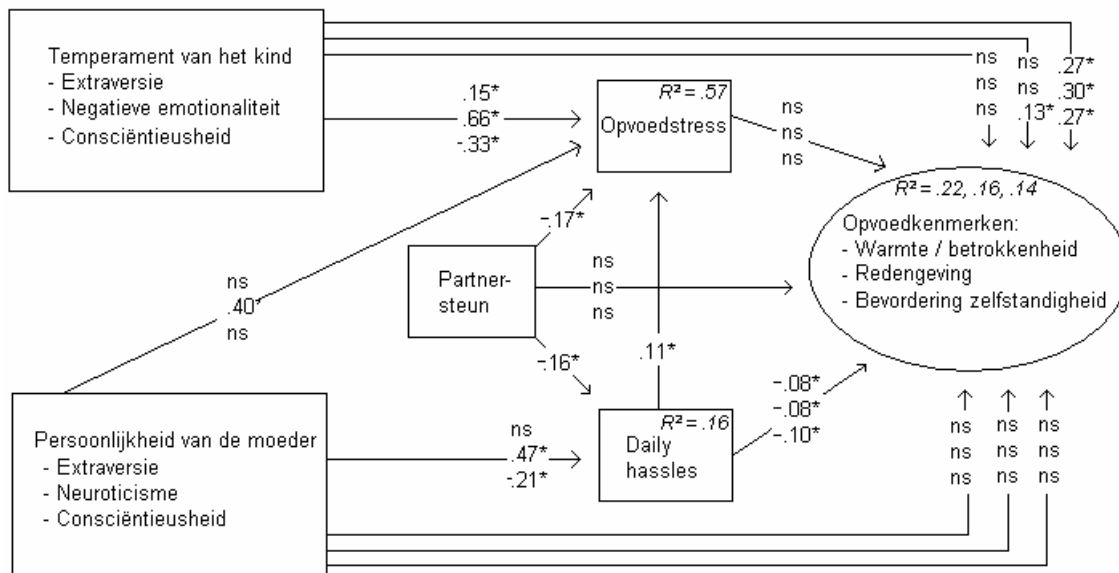 Temperament van het kind
- Extraversie
- Negatieve emotionaliteit
- Consciëntieusheid
.15*
.66*
-.33*
R² = .57
Opvoedstress
ns
ns
ns
ns
ns
ns
ns
ns
.13*
.27*
.30*
.27*
R² = .22, .16, .14
Opvoedkenmerken:
- Warmte / betrokkenheid
- Redengeving
- Bevordering zelfstandigheid
-.17*
Partner-
steun
ns
ns
ns
ns
.40*
ns
-.16*
.11*
-.08*
-.08*
-.10*
Persoonlijkheid van de moeder
- Extraversie
- Neuroticisme
- Consciëntieusheid
ns
.47*
-.21*
R² = .16
Daily
hassles
ns ns ns
ns ns ns
ns ns ns